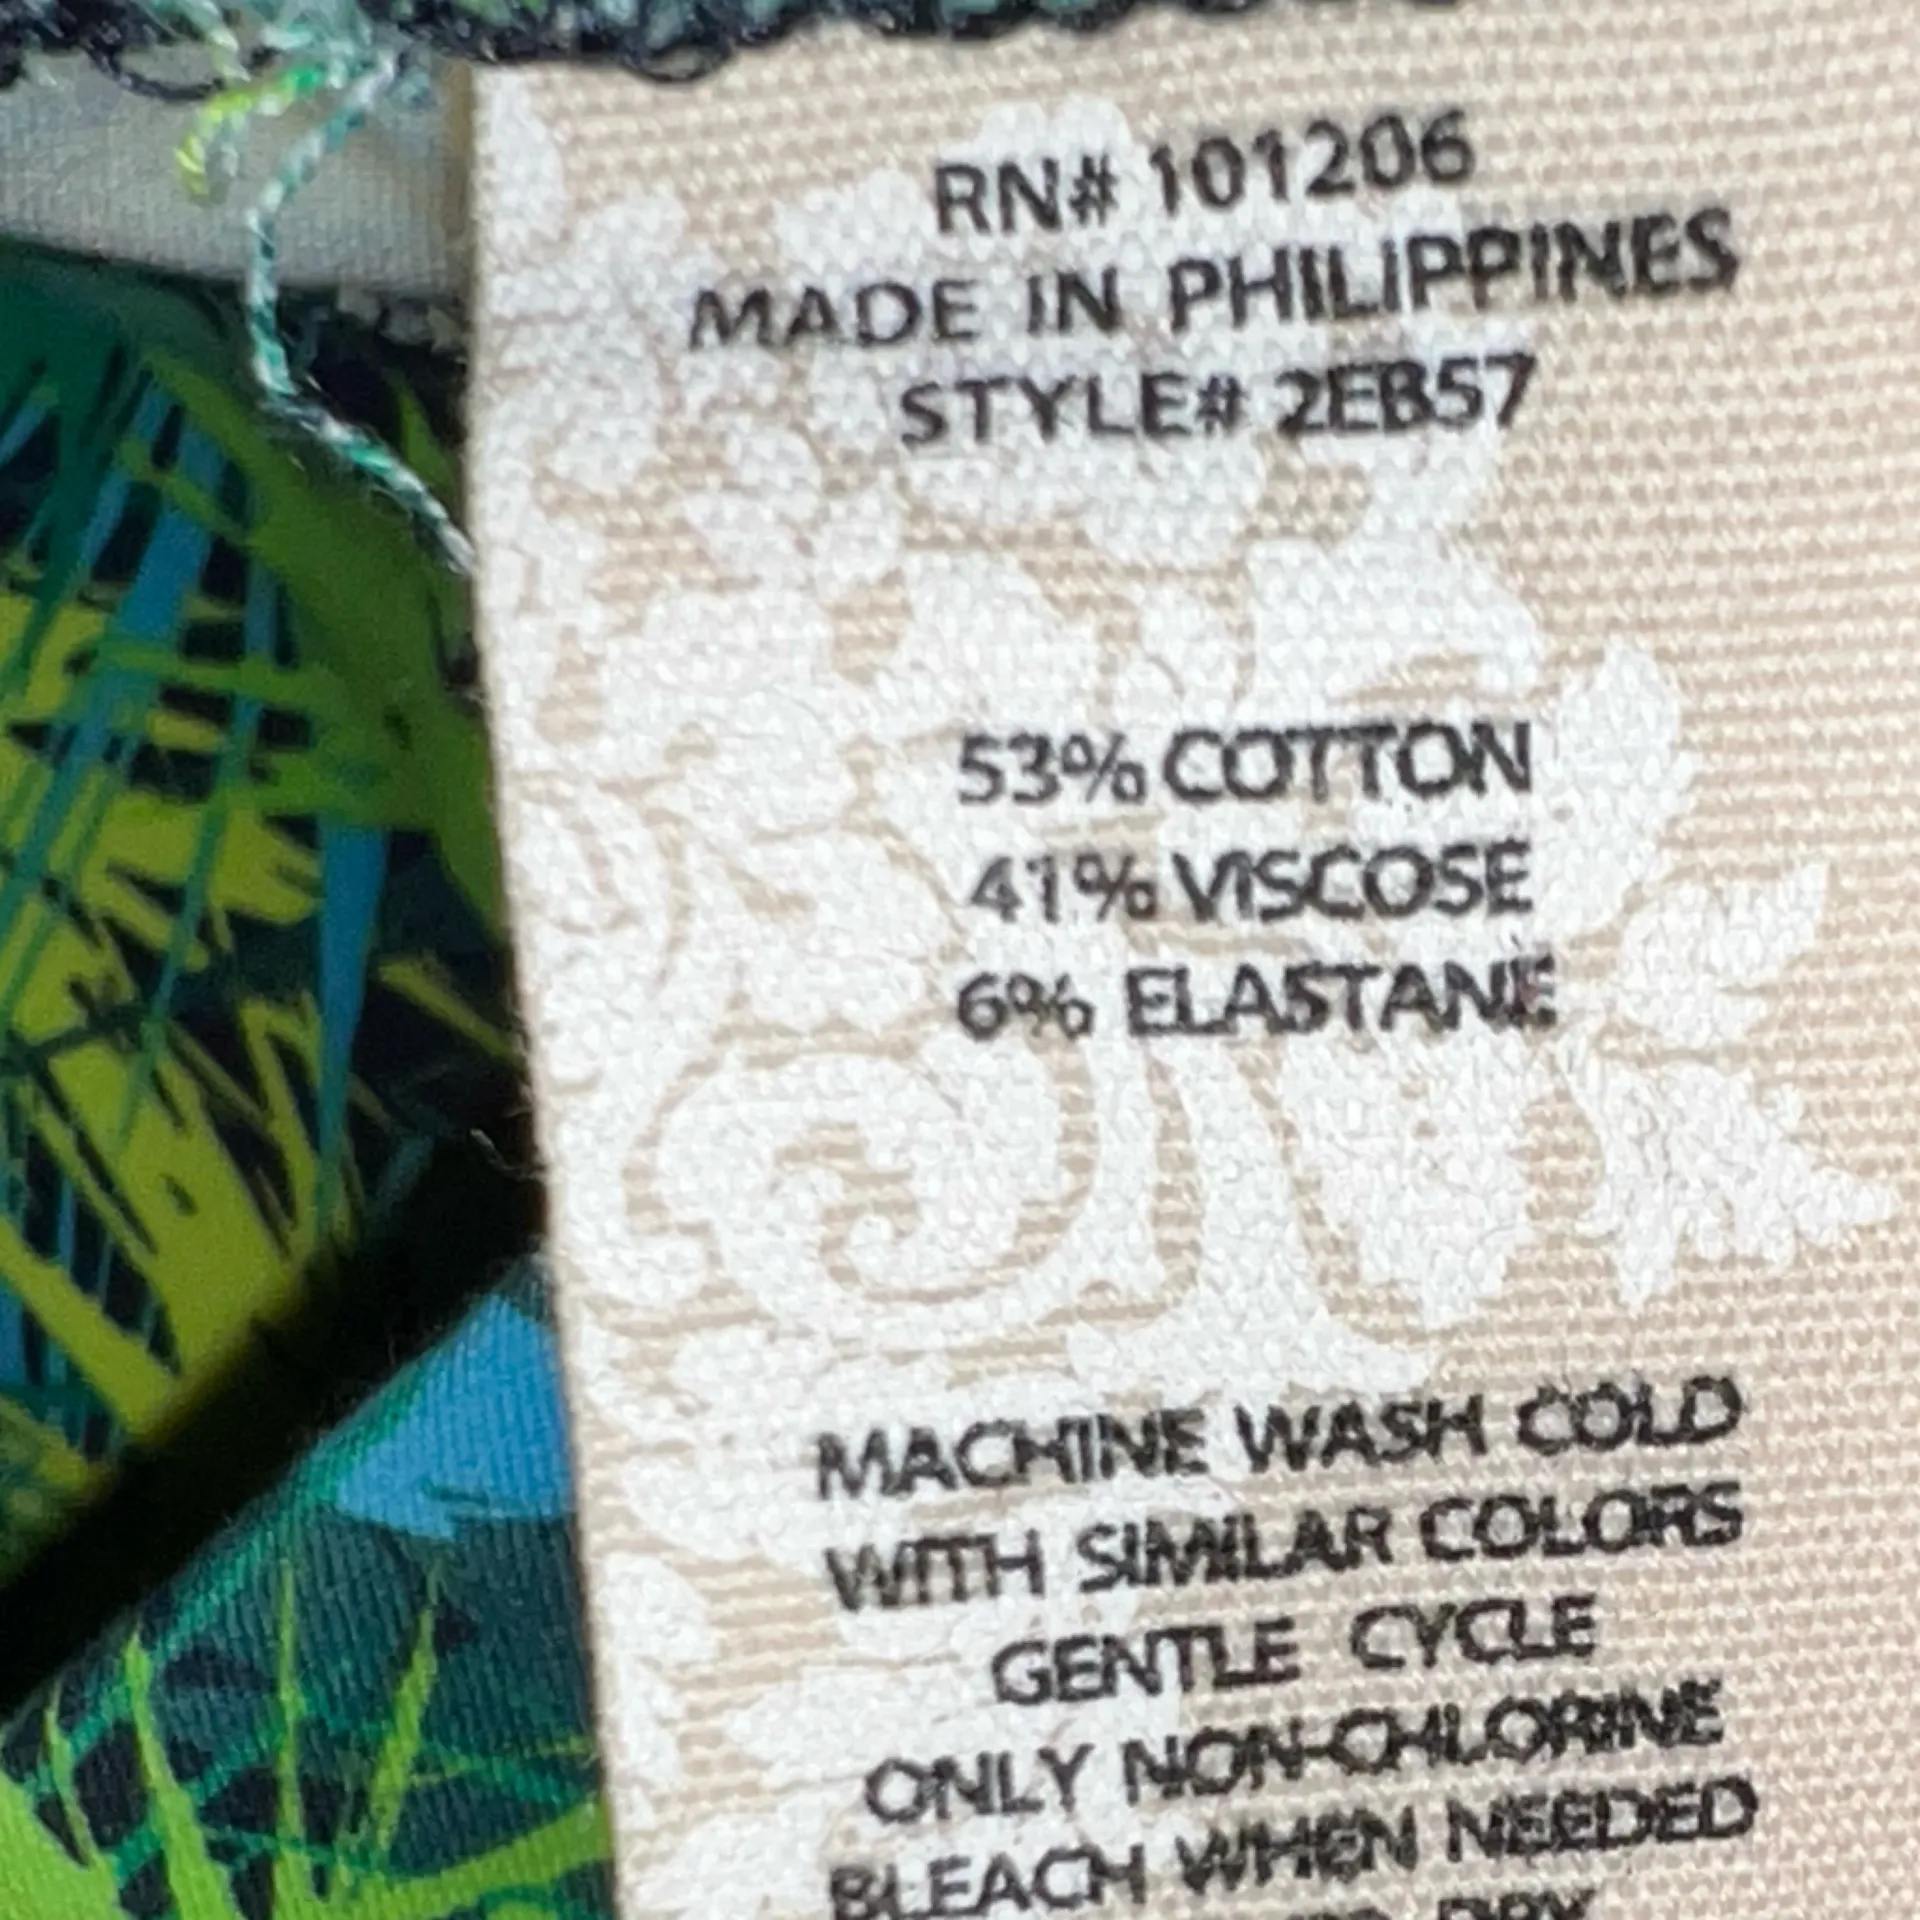 RN# 101206
MADE IN PHILIPPINES
STYLE# 2EB57
53% COTTON
41% VISCOSE
6% ELASTANE
MACHINE WASH COLD
WITH SIMILAR COLORS
GENTLE CYCLE
ONLY NON-CHLORINE
BLEACH WHEN NEEDED
DRY